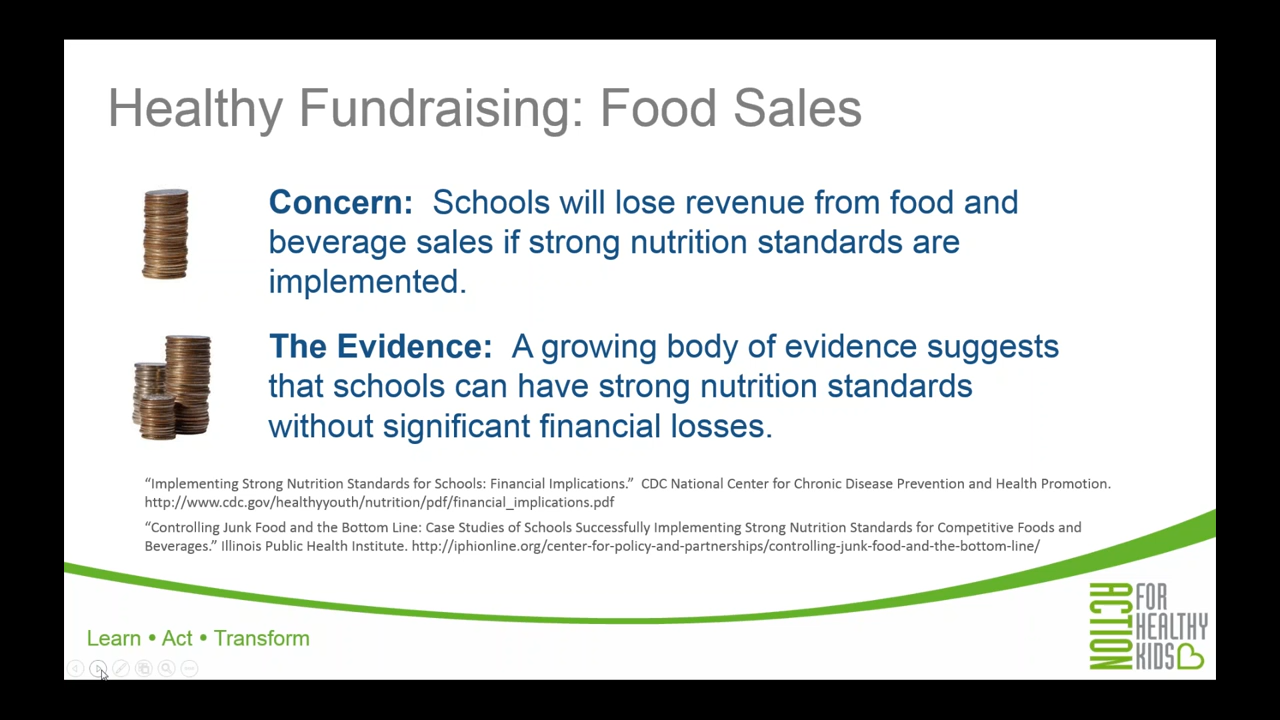 Healthy Fundraising: Food Sales
Concern:  Schools will lose revenue from food and
beverage sales if strong nutrition standards are
implemented.
The Evidence:  A growing body of evidence suggests
that schools can have strong nutrition standards
without significant financial losses.
“Implementing Strong Nutrition Standards for Schools: Financial Implications.”  CDC National Center for Chronic Disease Prevention and Health Promotion.
http://www.cdc.gov/healthyyouth/nutrition/pdf/financial_implications.pdf
“Controlling Junk Food and the Bottom Line: Case Studies of Schools Successfully Implementing Strong Nutrition Standards for Competitive Foods and
Beverages.” Illinois Public Health Institute. http://iphionline.org/center-for-policy-and-partnerships/controlling-junk-food-and-the-bottom-line/
Learn • Act • Transform
ACTION
FOR
HEALTHY
KIDS